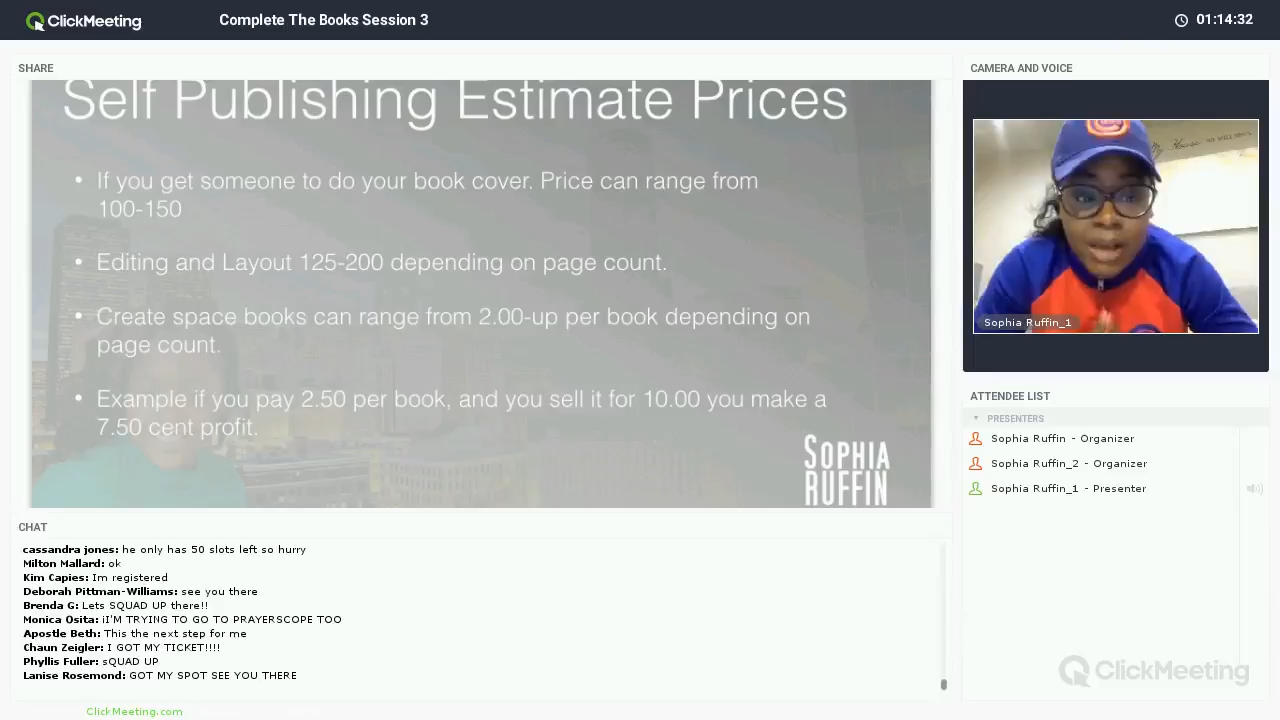 ClickMeeting
Complete The Books Session 3
01:14:32
SHARE
Self Publishing Estimate Prices
• If you get someone to do your book cover. Price can range from
100-150
• Editing and Layout 125-200 depending on page count.
• Create space books can range from 2.00-up per book depending on
page count.
• Example if you pay 2.50 per book, and you sell it for 10.00 you make a
7.50 cent profit.
SOPHIA
RUFFIN
CAMERA AND VOICE
Sophia Ruffin_1
ATTENDEE LIST
PRESENTERS
Sophia Ruffin - Organizer
Sophia Ruffin_2 - Organizer
Sophia Ruffin_1 - Presenter
CHAT
cassandra jones: he only has 50 slots left so hurry
Milton Mallard: ok
Kim Capies: Im registered
Deborah Pittman-Williams: see you there
Brenda G: Lets SQUAD UP there!!
Monica Osita: iI'M TRYING TO GO TO PRAYERSCOPE TOO
Apostle Beth: This the next step for me
Chaun Zeigler: I GOT MY TICKET!!!!
Phyllis Fuller: sQUAD UP
Lanise Rosemond: GOT MY SPOT SEE YOU THERE
ClickMeeting
ClickMeeting.com